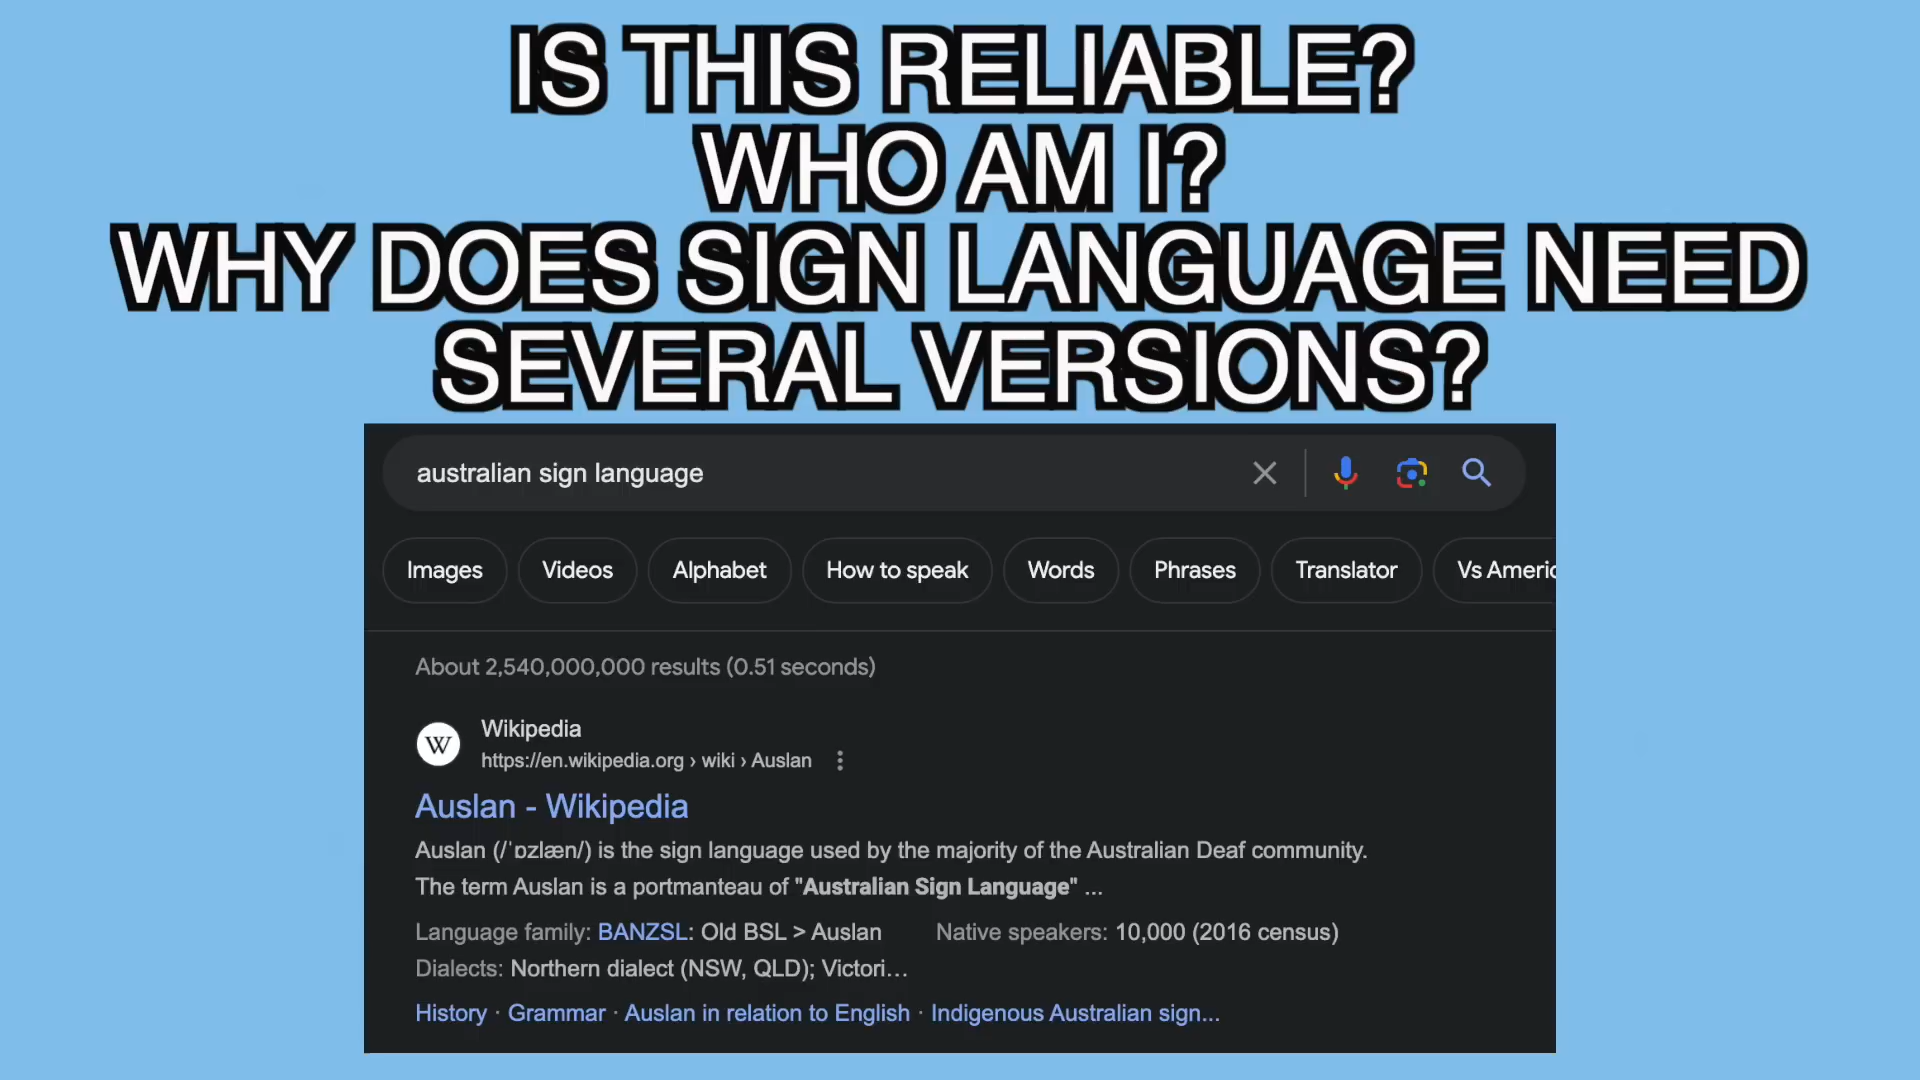 IS THIS RELIABLE?
WHO AM I?
WHY DOES SIGN LANGUAGE NEED
SEVERAL VERSIONS?
australian sign language
Images Videos Alphabet How to speak Words Phrases Translator Vs Americ
About 2,540,000,000 results (0.51 seconds)
W
Wikipedia
https://en.wikipedia.org › wiki › Auslan
Auslan - Wikipedia
Auslan (/ˈɒzlæn/) is the sign language used by the majority of the Australian Deaf community.
The term Auslan is a portmanteau of "Australian Sign Language" ...
Language family: BANZSL: Old BSL > Auslan Native speakers: 10,000 (2016 census)
Dialects: Northern dialect (NSW, QLD); Victori...
History · Grammar · Auslan in relation to English · Indigenous Australian sign...